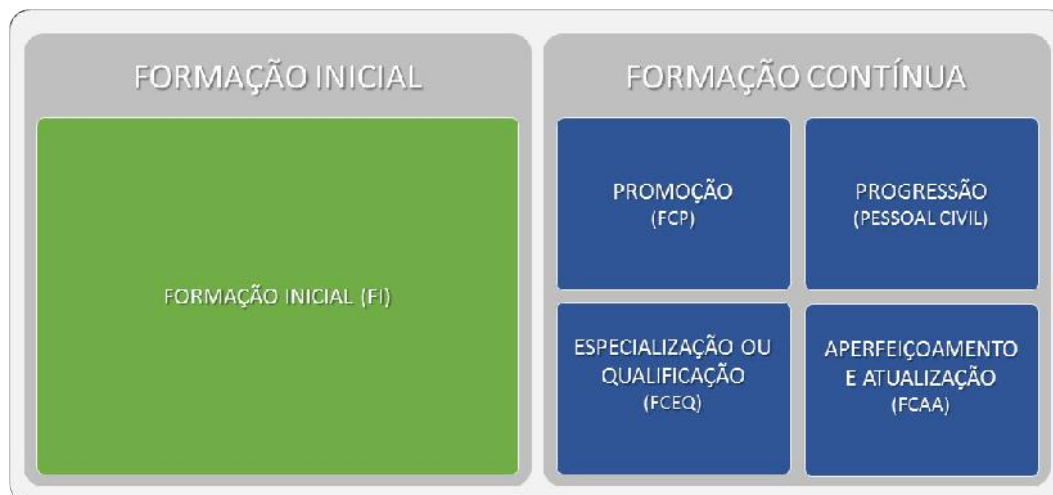 FORMAÇÃO INICIAL
FORMAÇÃO INICIAL (FI)
FORMAÇÃO CONTÍNUA
PROMOÇÃO
(FCP)
PROGRESSÃO
(PESSOAL CIVIL)
ESPECIALIZAÇÃO OU
QUALIFICAÇÃO
(FCEQ)
APERFEIÇOAMENTO
E ATUALIZAÇÃO
(FCAA)